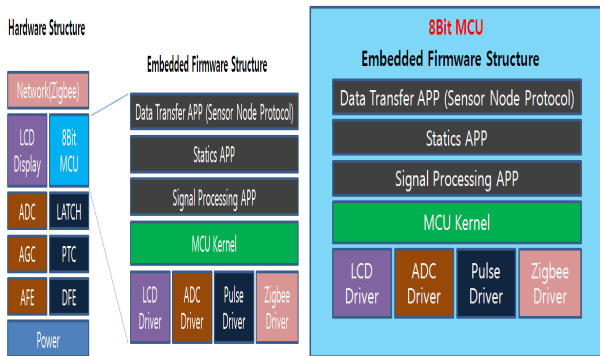 Hardware Structure
Network(Zigbee)
LCD
Display
8Bit
MCU
ADC
LATCH
AGC
PTC
AFE
DFE
Power
Embedded Firmware Structure
Data Transfer APP (Sensor Node Protocol)
Statics APP
Signal Processing APP
MCU Kernel
LCD
Driver
ADC
Driver
Pulse
Driver
Zigbee
Driver
8Bit MCU
Embedded Firmware Structure
Data Transfer APP (Sensor Node Protocol)
Statics APP
Signal Processing APP
MCU Kernel
LCD
Driver
ADC
Driver
Pulse
Driver
Zigbee
Driver